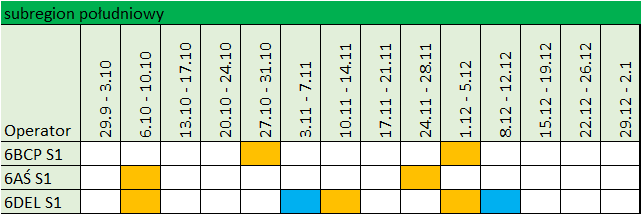 subregion południowy
Operator 29.9 - 3.10 6.10 - 10.10 13.10 - 17.10 20.10 - 24.10 27.10 - 31.10 3.11 - 7.11 10.11 - 14.11 17.11 - 21.11 24.11 - 28.11 1.12 - 5.12 8.12 - 12.12 15.12 - 19.12 22.12 - 26.12 29.12 - 2.1
6BCP S1
6AŚ S1
6DEL S1